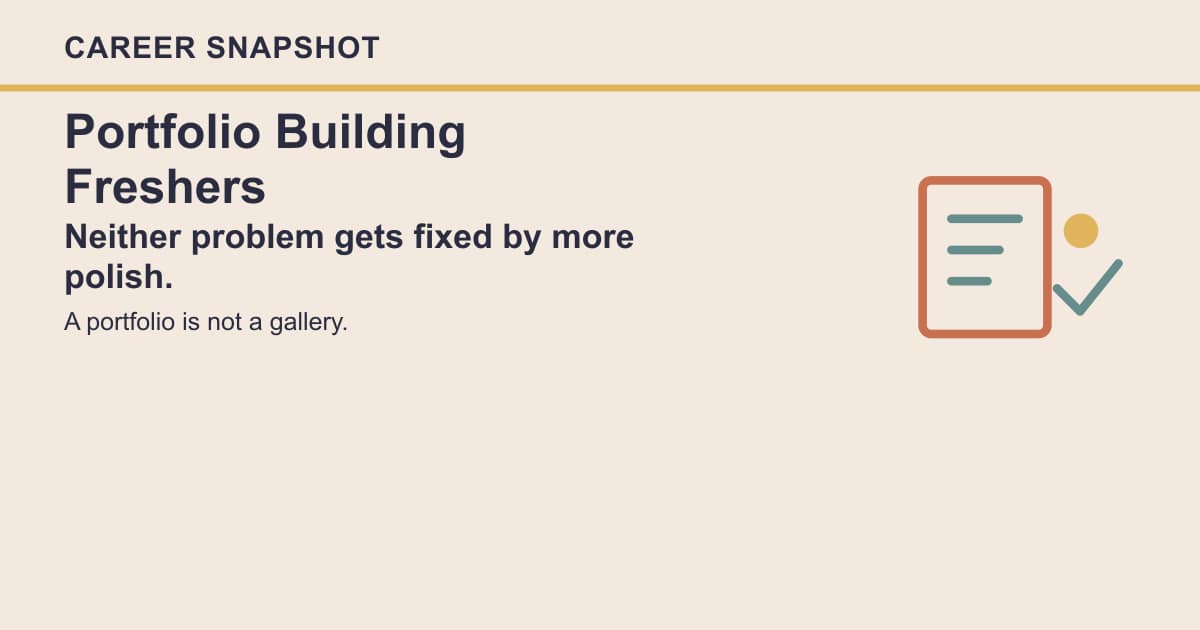 CAREER SNAPSHOT
Portfolio Building
Freshers
Neither problem gets fixed by more
polish.
A portfolio is not a gallery.